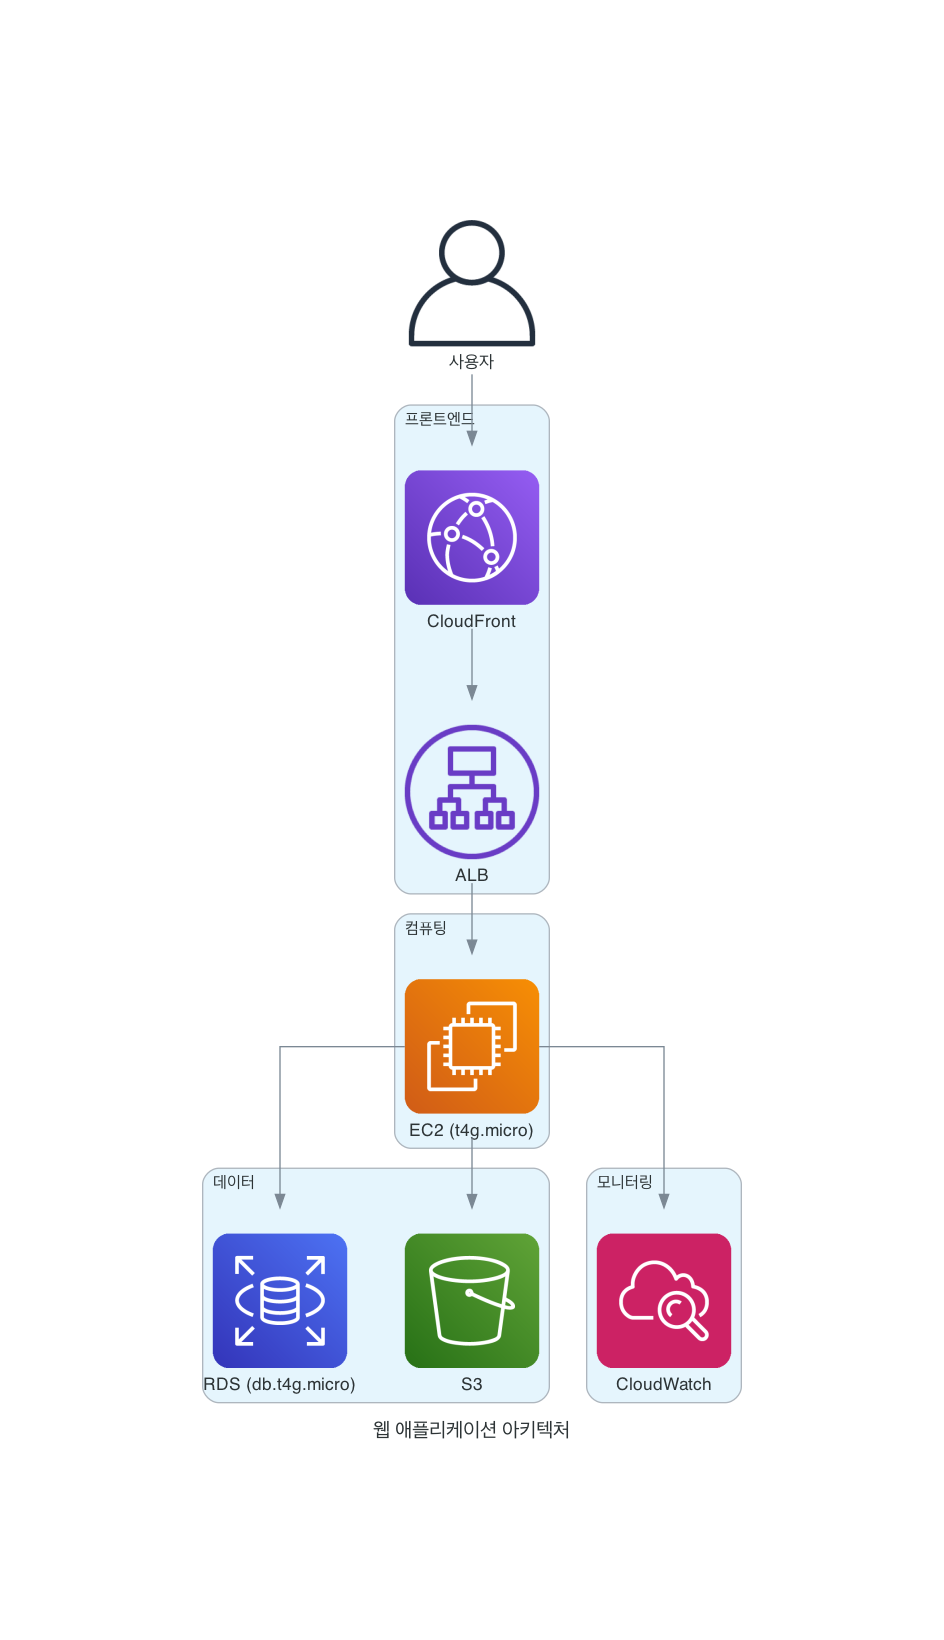 사용자
프론트엔드
CloudFront
ALB
컴퓨팅
EC2 (t4g.micro)
데이터
모니터링
RDS (db.t4g.micro)
S3
CloudWatch
웹 애플리케이션 아키텍처